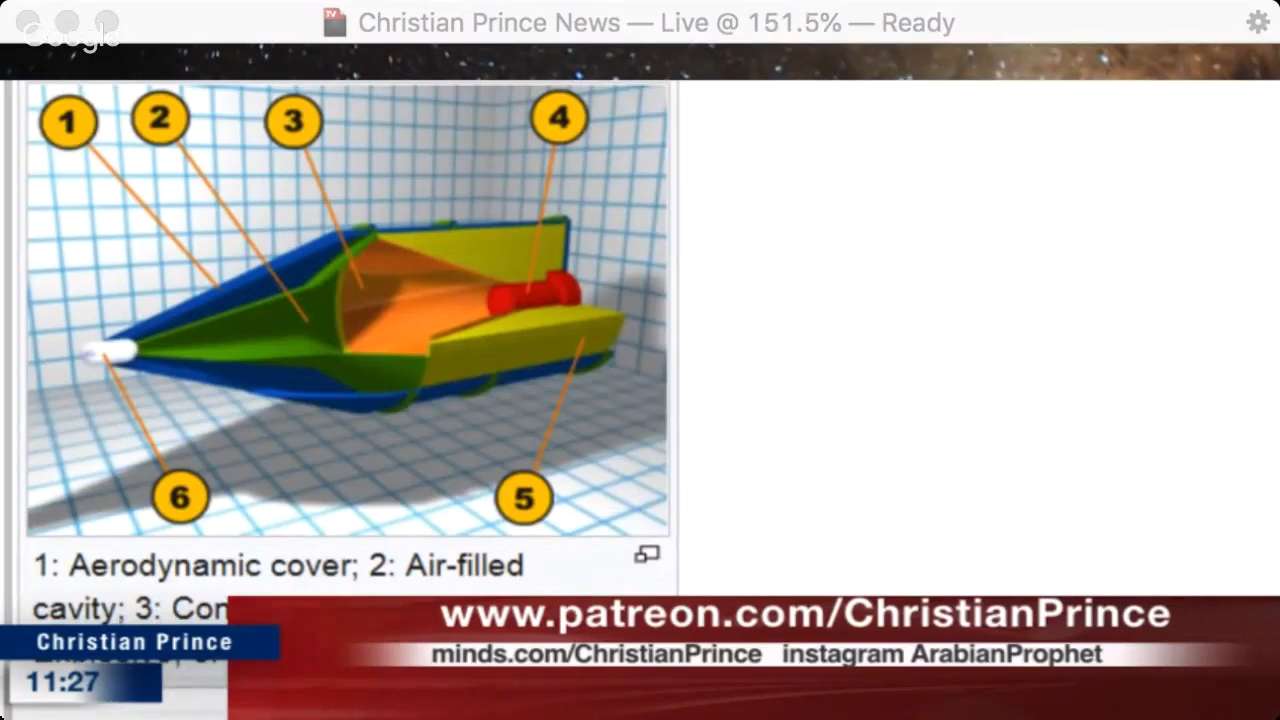 Christian Prince News — Live @ 151.5% — Ready
Google
1 2 3 4
6 5
1: Aerodynamic cover; 2: Air-filled
cavity; 3: Con
www.patreon.com/ChristianPrince
Christian Prince
minds.com/ChristianPrince instagram ArabianProphet
11:27